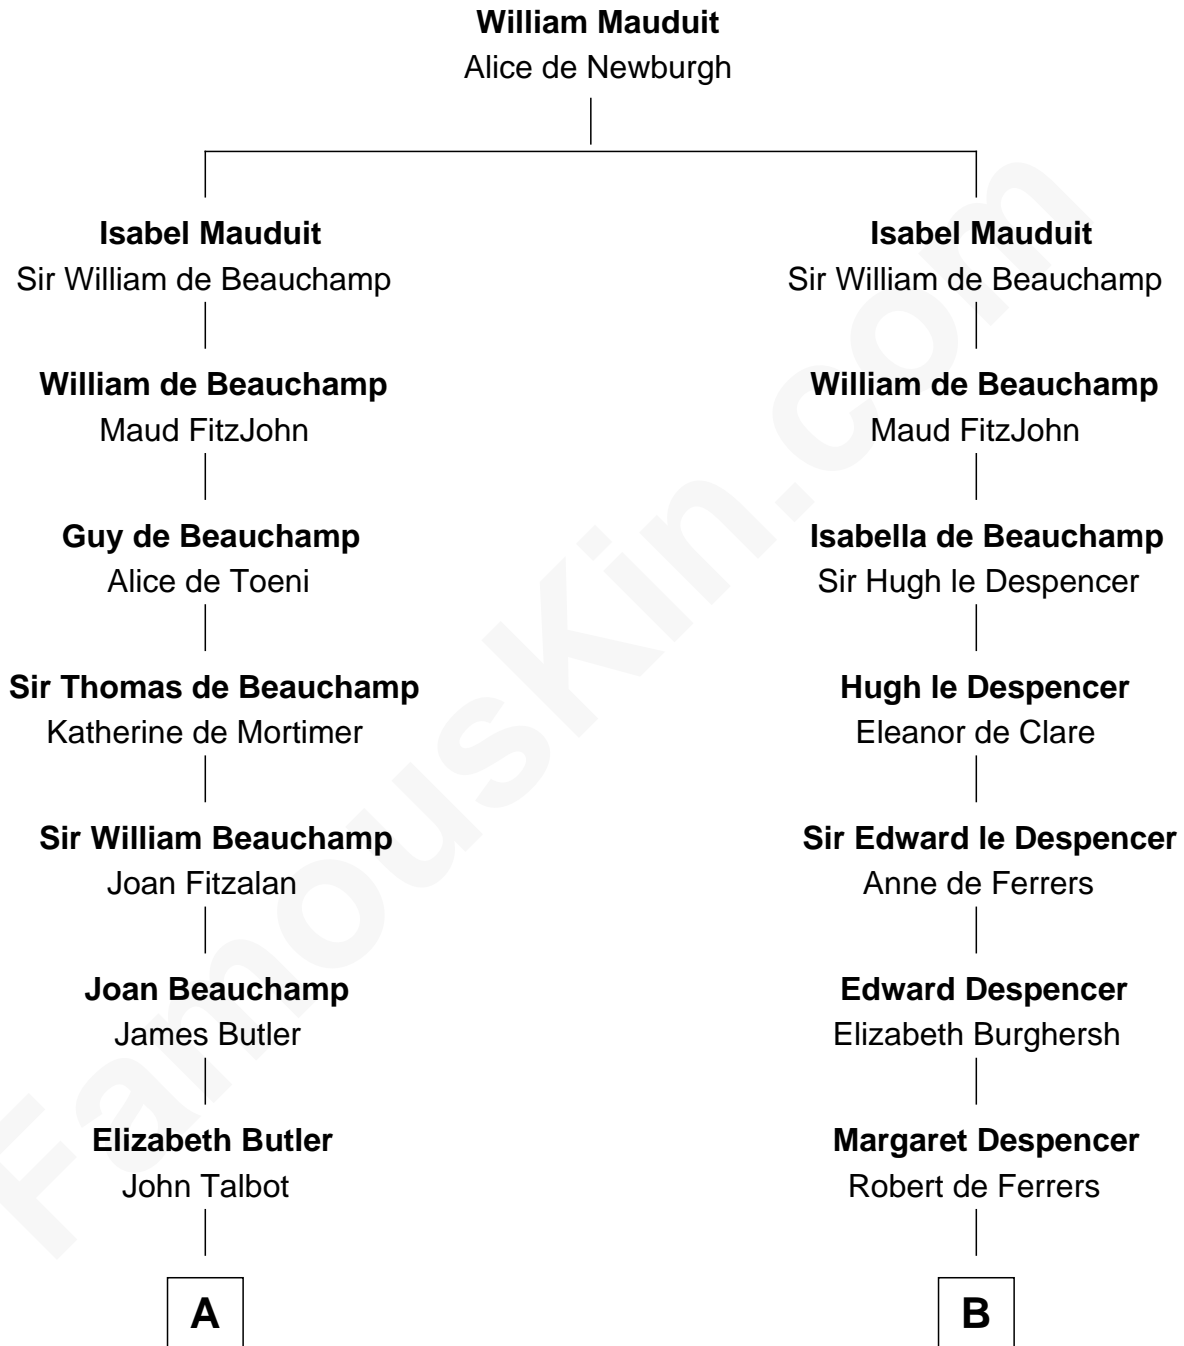 William Mauduit
Alice de Newburgh
Isabel Mauduit
Sir William de Beauchamp
William de Beauchamp
Maud FitzJohn
Guy de Beauchamp
Alice de Toeni
Sir Thomas de Beauchamp
Katherine de Mortimer
Sir William Beauchamp
Joan Fitzalan
Joan Beauchamp
James Butler
Elizabeth Butler
John Talbot
A
Isabel Mauduit
Sir William de Beauchamp
William de Beauchamp
Maud FitzJohn
Isabella de Beauchamp
Sir Hugh le Despencer
Hugh le Despencer
Eleanor de Clare
Sir Edward le Despencer
Anne de Ferrers
Edward Despencer
Elizabeth Burghersh
Margaret Despencer
Robert de Ferrers
B
FamousKin.com